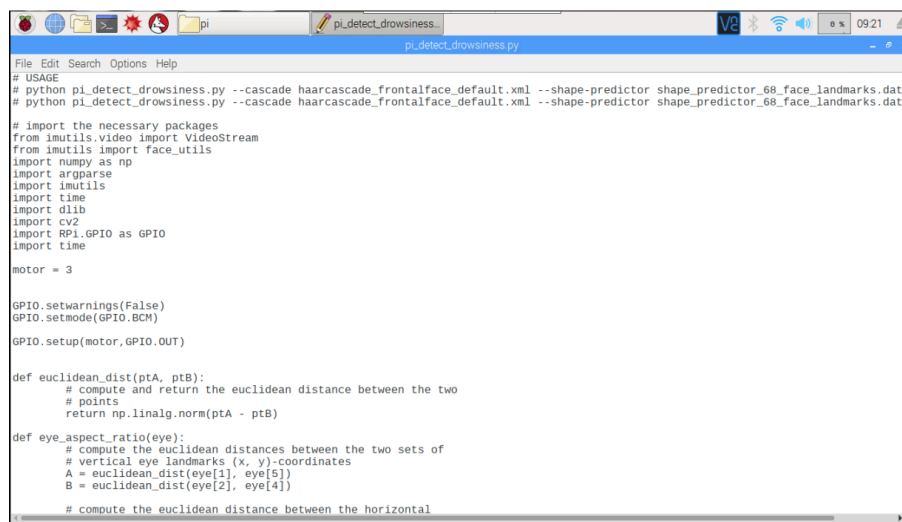 pi
pi_detect_drowsiness...
V2
0 %
09:21
pi_detect_drowsiness.py
File Edit Search Options Help
# USAGE
# python pi_detect_drowsiness.py --cascade haarcascade_frontalface_default.xml --shape-predictor shape_predictor_68_face_landmarks.dat
# python pi_detect_drowsiness.py --cascade haarcascade_frontalface_default.xml --shape-predictor shape_predictor_68_face_landmarks.dat
# import the necessary packages
from imutils.video import VideoStream
from imutils import face_utils
import numpy as np
import argparse
import imutils
import time
import dlib
import cv2
import RPi.GPIO as GPIO
import time
motor = 3
GPIO.setwarnings(False)
GPIO.setmode(GPIO.BCM)
GPIO.setup(motor,GPIO.OUT)
def euclidean_dist(ptA, ptB):
# compute and return the euclidean distance between the two
# points
return np.linalg.norm(ptA - ptB)
def eye_aspect_ratio(eye):
# compute the euclidean distances between the two sets of
# vertical eye landmarks (x, y)-coordinates
A = euclidean_dist(eye[1], eye[5])
B = euclidean_dist(eye[2], eye[4])
# compute the euclidean distance between the horizontal